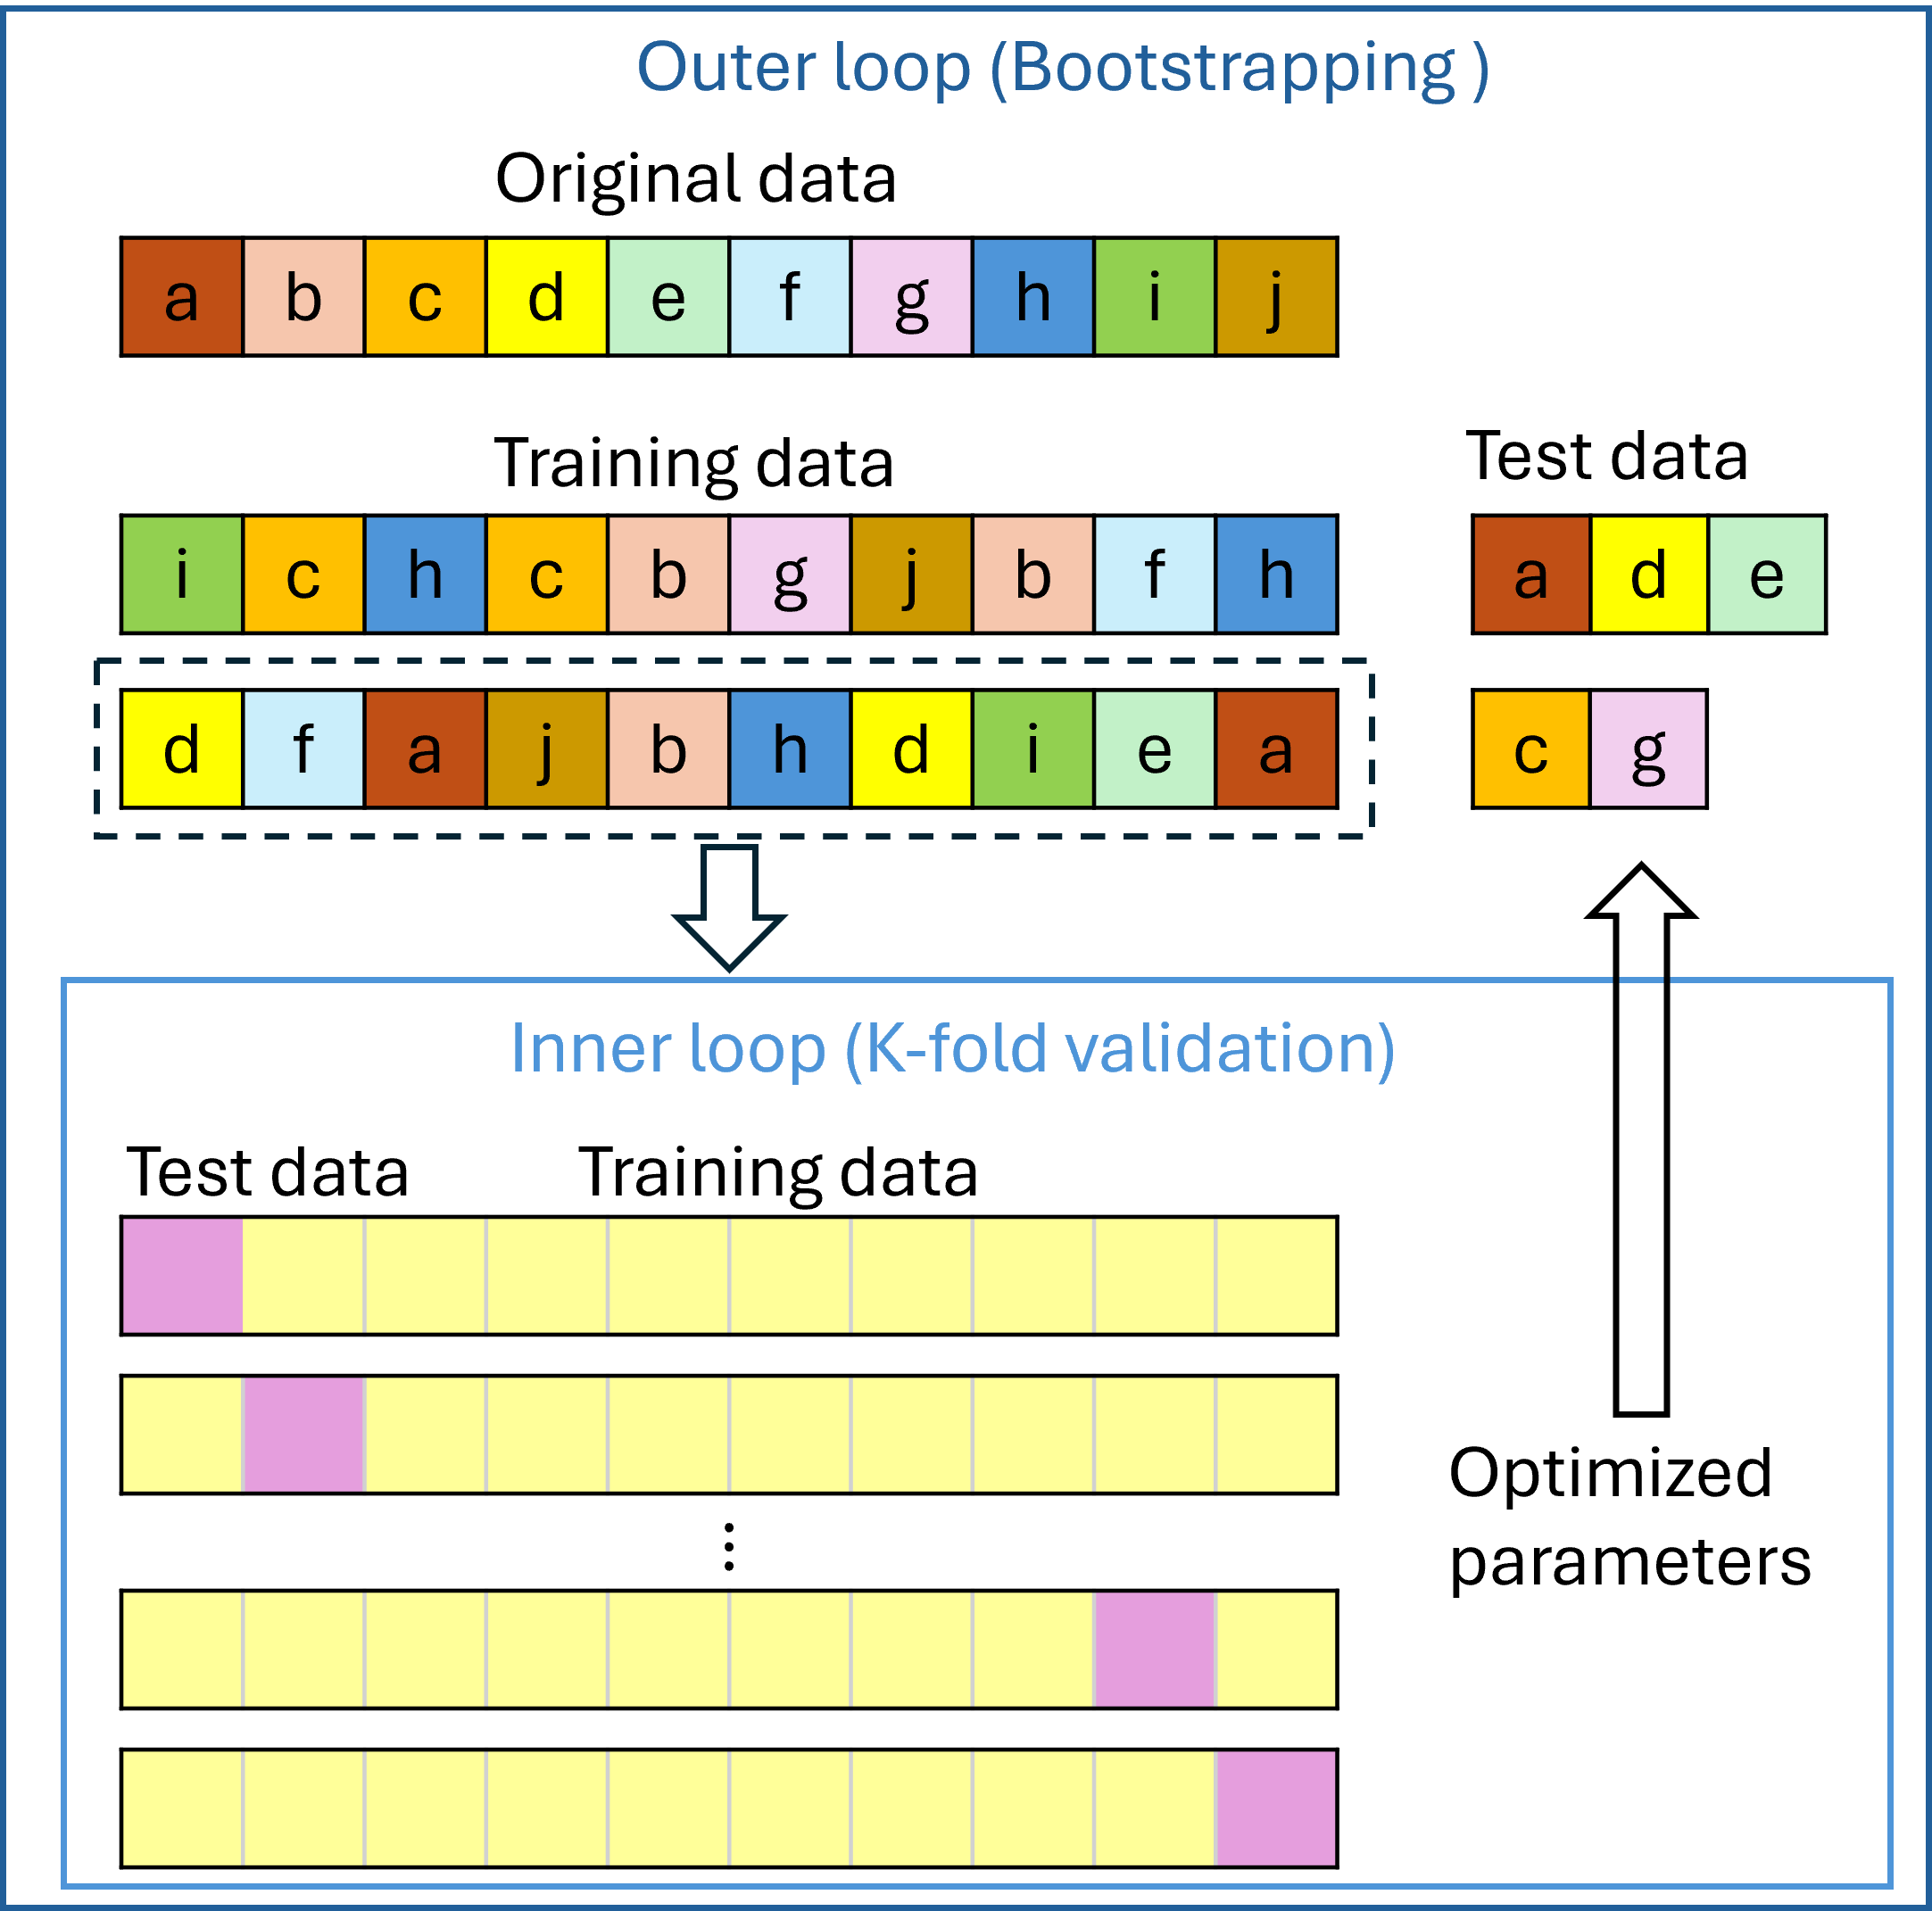 Outer loop (Bootstrapping )
Original data
a b c d e f g h i j
Training data
Test data
i c h c b g j b f h
a d e
d f a j b h d i e a
c g
Inner loop (K-fold validation)
Test data
Training data
Optimized
parameters